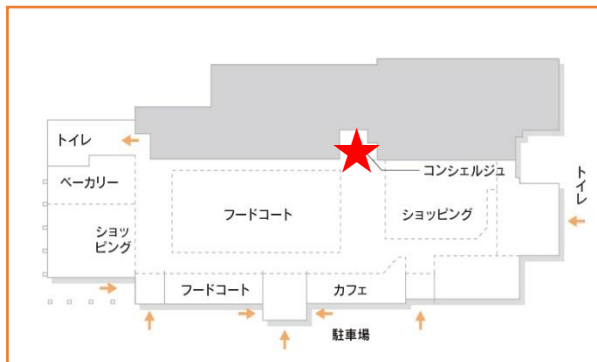 トイレ
コンシェルジュ
トイレ
ベーカリー
フードコート
ショッピング
ショッ
ピング
フードコート
カフェ
駐車場